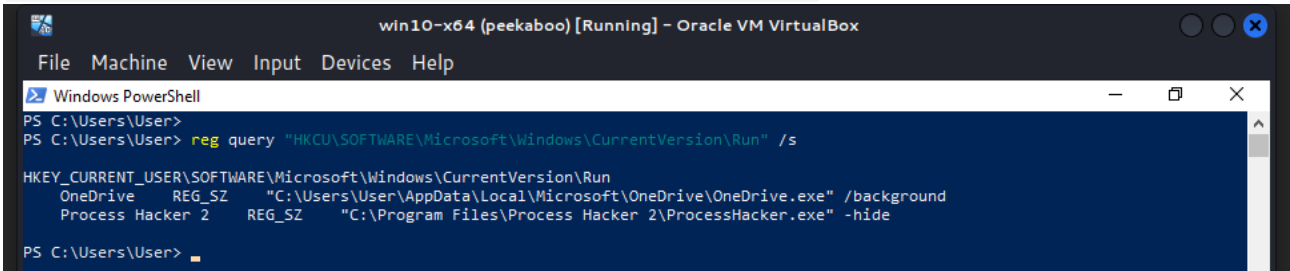 win10-x64 (peekaboo) [Running] - Oracle VM VirtualBox
File Machine View Input Devices Help
Windows PowerShell
PS C:\Users\User>
PS C:\Users\User> reg query "HKCU\SOFTWARE\Microsoft\Windows\CurrentVersion\Run" /s
HKEY_CURRENT_USER\SOFTWARE\Microsoft\Windows\CurrentVersion\Run
    OneDrive    REG_SZ    "C:\Users\User\AppData\Local\Microsoft\OneDrive\OneDrive.exe" /background
    Process Hacker 2    REG_SZ    "C:\Program Files\Process Hacker 2\ProcessHacker.exe" -hide
PS C:\Users\User>